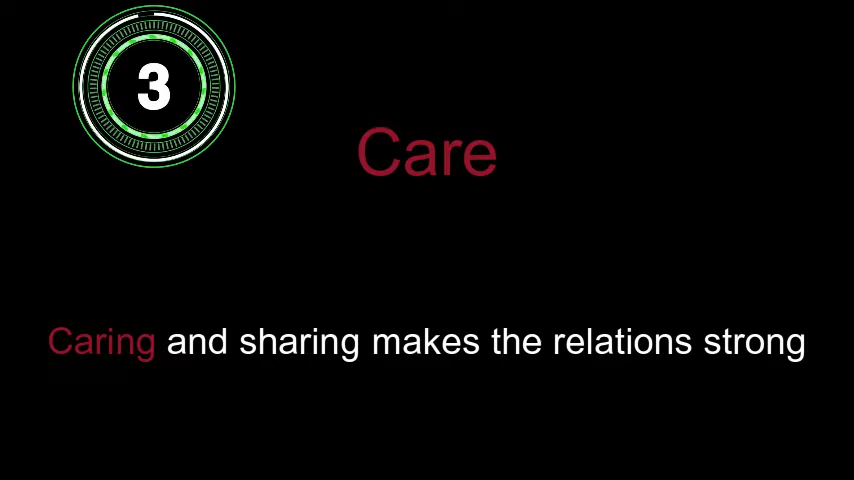 3
Care
Caring and sharing makes the relations strong